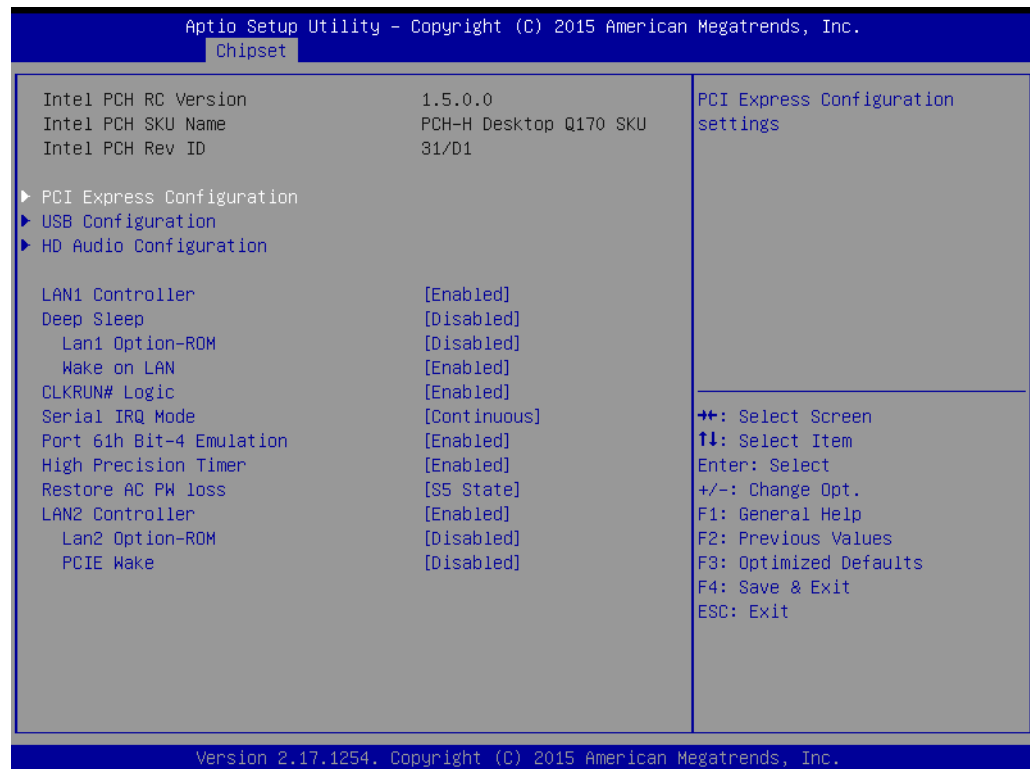 Aptio Setup Utility – Copyright (C) 2015 American Megatrends, Inc.
Chipset
Intel PCH RC Version 1.5.0.0
Intel PCH SKU Name PCH-H Desktop Q170 SKU
Intel PCH Rev ID 31/D1
▶ PCI Express Configuration
▶ USB Configuration
▶ HD Audio Configuration
LAN1 Controller [Enabled]
Deep Sleep [Disabled]
Lan1 Option-ROM [Disabled]
Wake on LAN [Enabled]
CLKRUN# Logic [Enabled]
Serial IRQ Mode [Continuous]
Port 61h Bit-4 Emulation [Enabled]
High Precision Timer [Enabled]
Restore AC PW loss [S5 State]
LAN2 Controller [Enabled]
Lan2 Option-ROM [Disabled]
PCIE Wake [Disabled]
PCI Express Configuration
settings
→←: Select Screen
↑↓: Select Item
Enter: Select
+/-: Change Opt.
F1: General Help
F2: Previous Values
F3: Optimized Defaults
F4: Save & Exit
ESC: Exit
Version 2.17.1254. Copyright (C) 2015 American Megatrends, Inc.